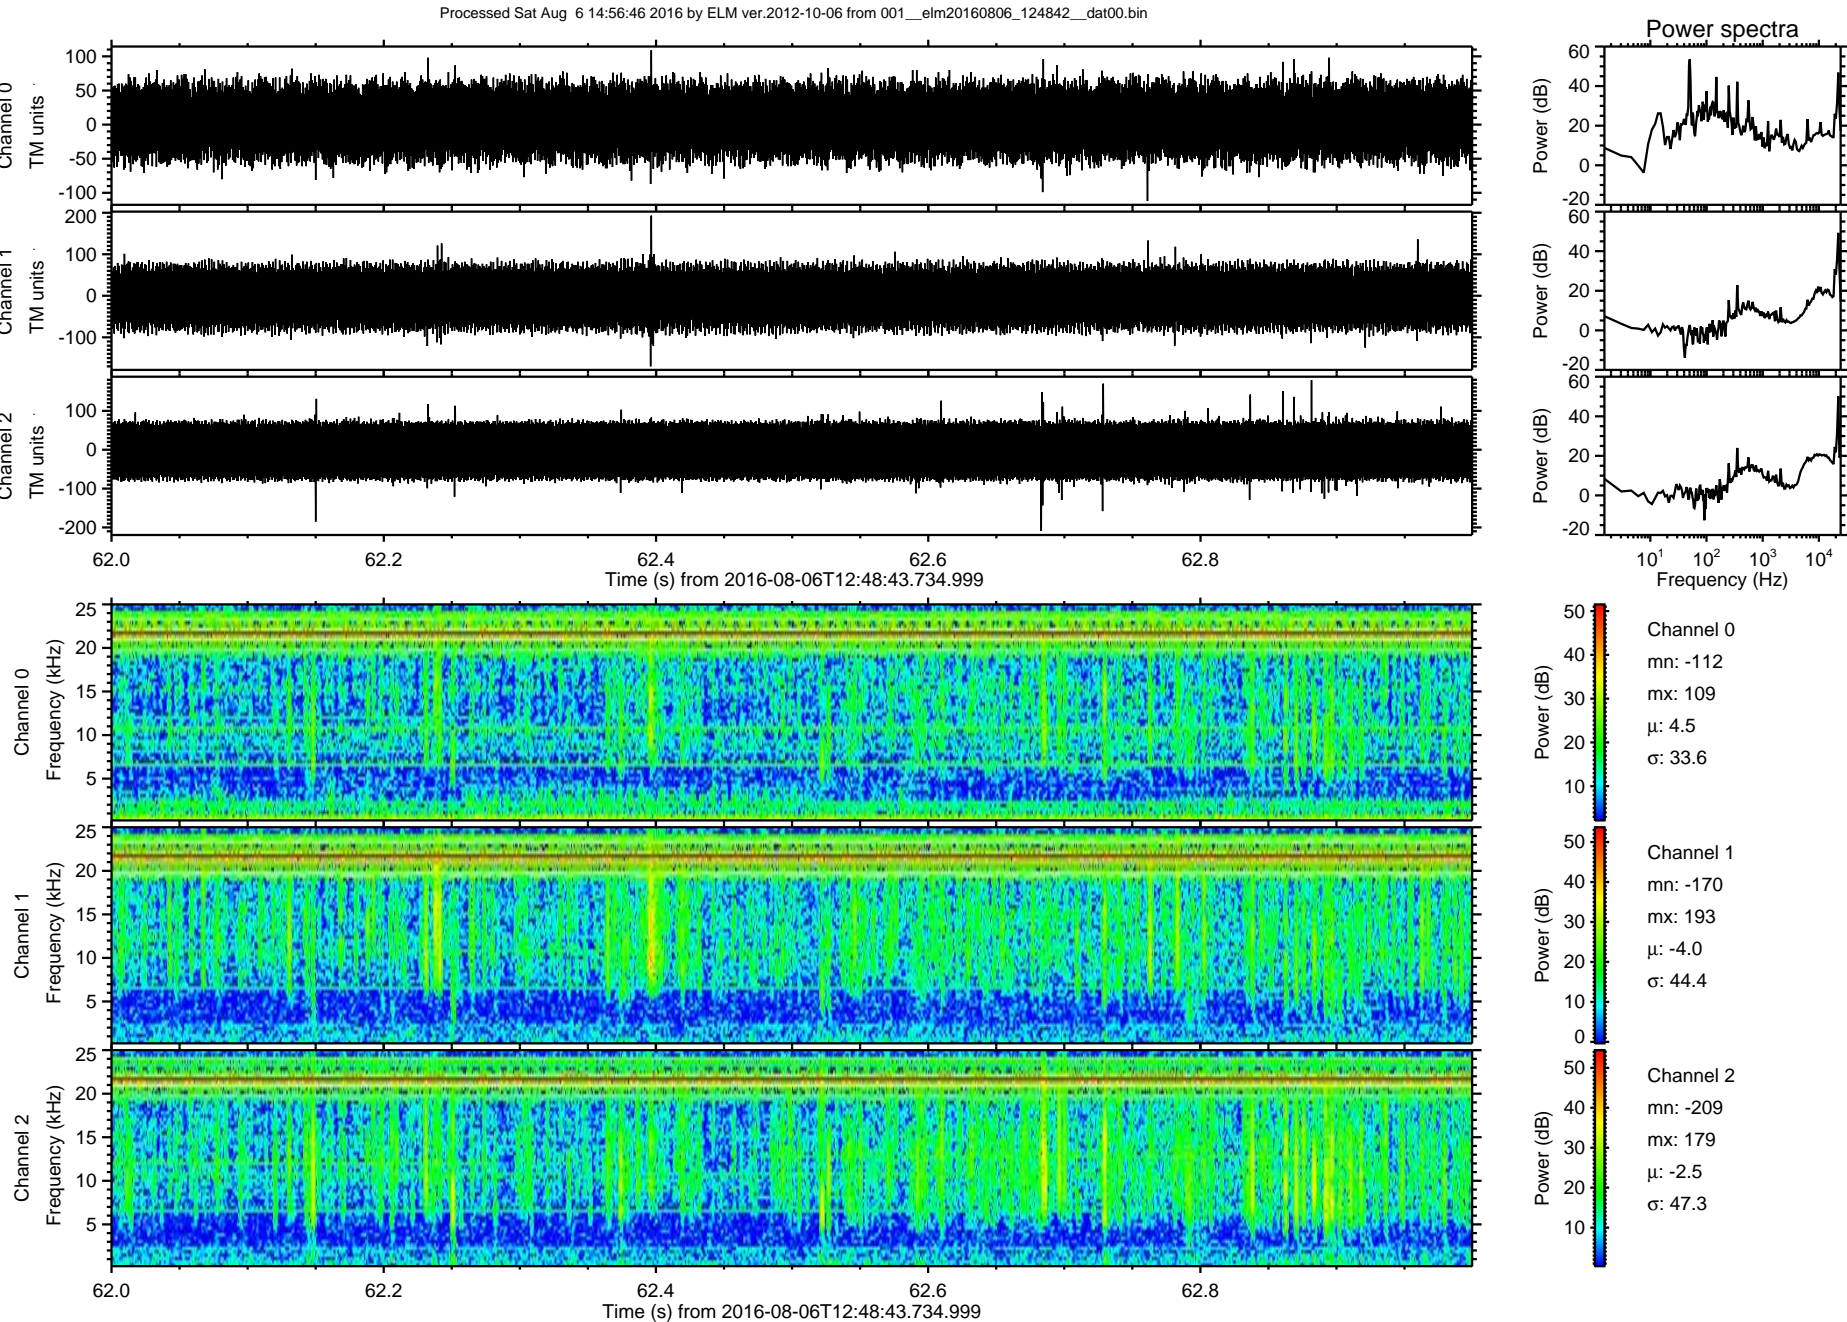 Processed Sat Aug 6 14:56:46 2016 by ELM ver.2012-10-06 from 001__elm20160806_124842__dat00.bin
Power spectra
Channel 0
TM units
100
50
0
-50
-100
Power (dB)
60
40
20
0
-20
Channel 1
TM units
200
100
0
-100
Power (dB)
60
40
20
0
-20
Channel 2
TM units
100
0
-100
-200
Power (dB)
60
40
20
0
-20
62.0 62.2 62.4 62.6 62.8
Time (s) from 2016-08-06T12:48:43.734.999
10^1 10^2 10^3 10^4
Frequency (Hz)
Channel 0
Frequency (kHz)
25
20
15
10
5
Power (dB)
50
40
30
20
10
Channel 0
mn: -112
mx: 109
μ: 4.5
σ: 33.6
Channel 1
Frequency (kHz)
25
20
15
10
5
Power (dB)
50
40
30
20
10
0
Channel 1
mn: -170
mx: 193
μ: -4.0
σ: 44.4
Channel 2
Frequency (kHz)
25
20
15
10
5
Power (dB)
50
40
30
20
10
Channel 2
mn: -209
mx: 179
μ: -2.5
σ: 47.3
62.0 62.2 62.4 62.6 62.8
Time (s) from 2016-08-06T12:48:43.734.999